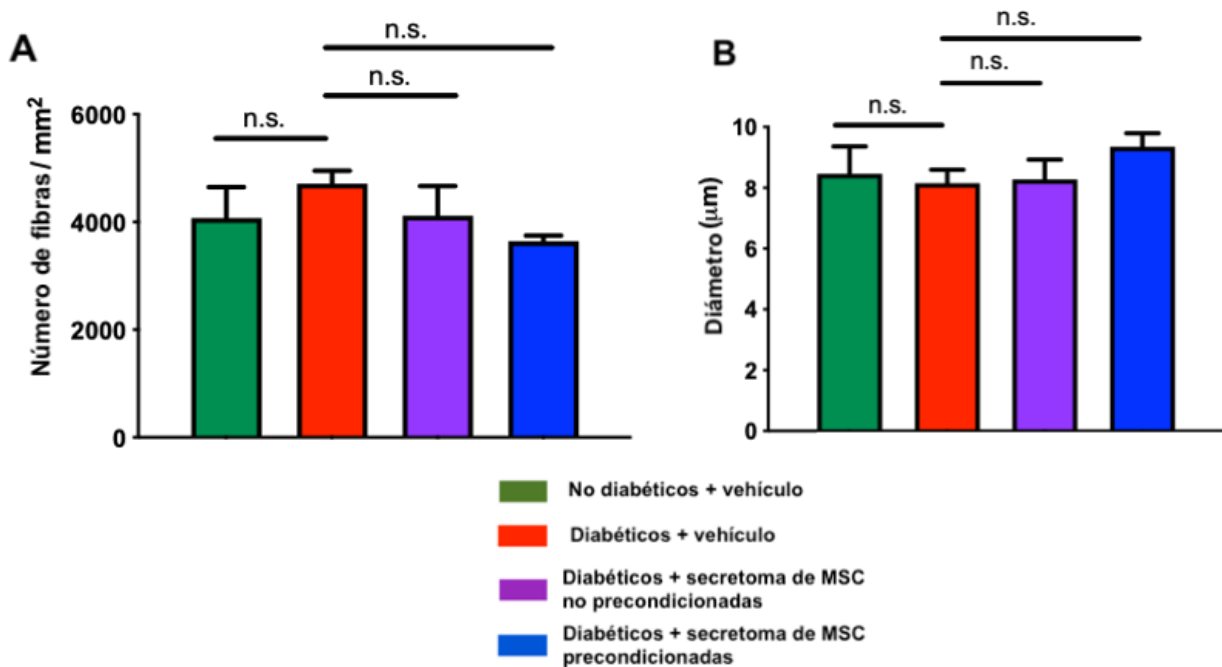 A
n.s.
n.s.
n.s.
Número de fibras / mm²
6000
4000
2000
0
B
n.s.
n.s.
n.s.
Diámetro (μm)
10
8
6
4
2
0
No diabéticos + vehículo
Diabéticos + vehículo
Diabéticos + secretoma de MSC
no precondicionadas
Diabéticos + secretoma de MSC
precondicionadas